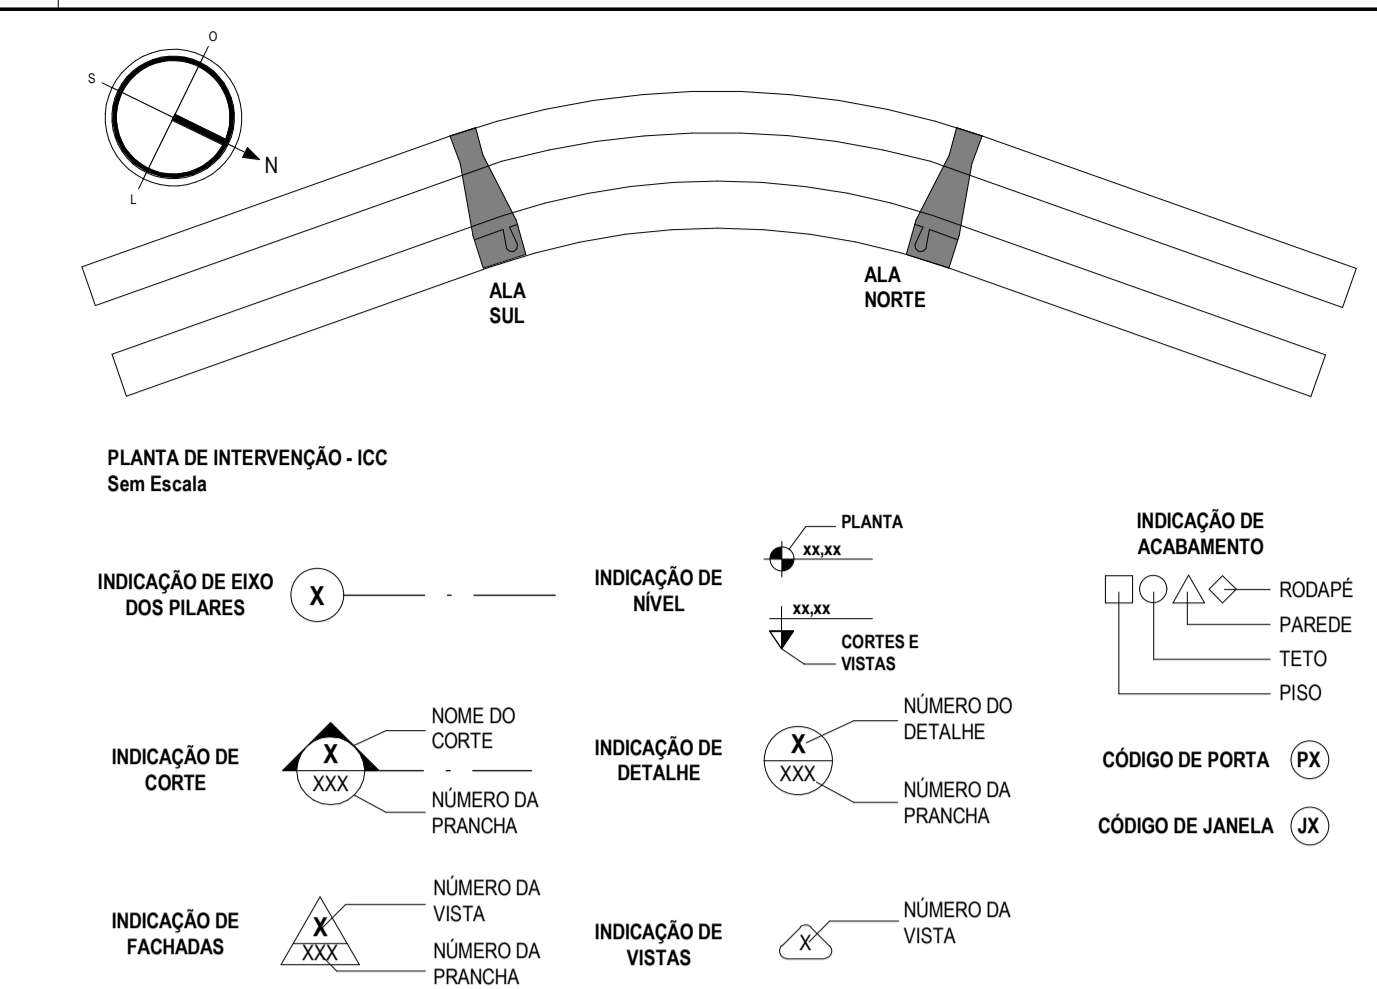 O
S
N
L
ALA
SUL
ALA
NORTE
PLANTA DE INTERVENÇÃO - ICC
Sem Escala
INDICAÇÃO DE EIXO
DOS PILARES
X
INDICAÇÃO DE
NÍVEL
PLANTA
xx,xx
xx,xx
CORTES E
VISTAS
INDICAÇÃO DE
ACABAMENTO
RODAPÉ
PAREDE
TETO
PISO
INDICAÇÃO DE
CORTE
X
XXX
NOME DO
CORTE
NÚMERO DA
PRANCHA
INDICAÇÃO DE
DETALHE
X
XXX
NÚMERO DO
DETALHE
NÚMERO DA
PRANCHA
CÓDIGO DE PORTA
PX
CÓDIGO DE JANELA
JX
INDICAÇÃO DE
FACHADAS
X
XXX
NÚMERO DA
VISTA
NÚMERO DA
PRANCHA
INDICAÇÃO DE
VISTAS
X
NÚMERO DA
VISTA